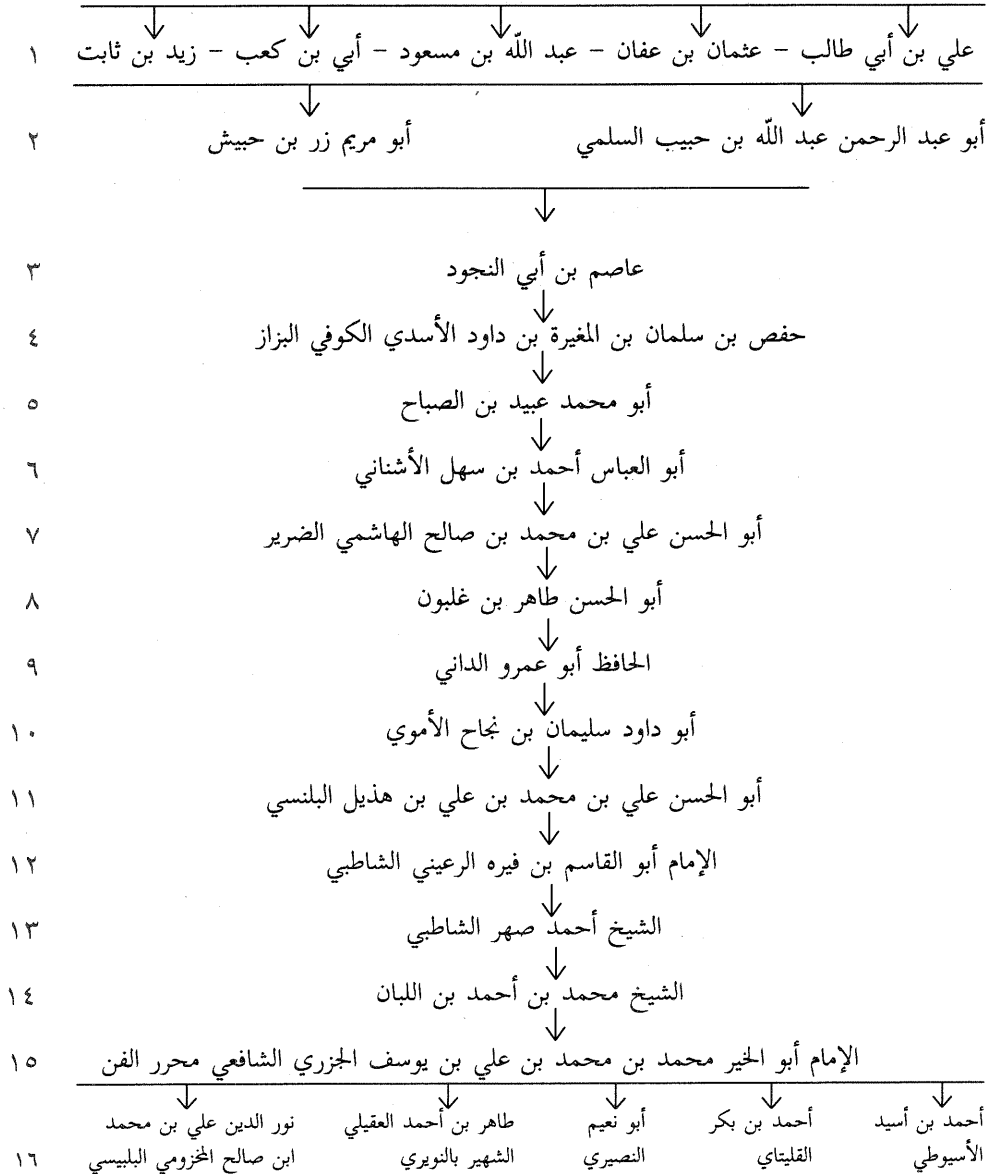 علي بن أبي طالب – عثمان بن عفان – عبد اللّه بن مسعود – أبي بن كعب – زيد بن ثابت ١
أبو عبد الرحمن عبد اللّه بن حبيب السلمي أبو مريم زر بن حبيش ٢
عاصم بن أبي النجود ٣
حفص بن سلمان بن المغيرة بن داود الأسدي الكوفي البزاز ٤
أبو محمد عبيد بن الصباح ٥
أبو العباس أحمد بن سهل الأشناني ٦
أبو الحسن علي بن محمد بن صالح الهاشمي الضرير ٧
أبو الحسن طاهر بن غلبون ٨
الحافظ أبو عمرو الداني ٩
أبو داود سليمان بن نجاح الأموي ١٠
أبو الحسن علي بن محمد بن علي بن هذيل البلنسي ١١
الإمام أبو القاسم بن فيره الرعيني الشاطبي ١٢
الشيخ أحمد صهر الشاطبي ١٣
الشيخ محمد بن أحمد بن اللبان ١٤
الإمام أبو الخير محمد بن محمد بن علي بن يوسف الجزري الشافعي محرر الفن ١٥
أحمد بن أسيد أحمد بن بكر أبو نعيم طاهر بن أحمد العقيلي نور الدين علي بن محمد
الأسيوطي القليتاي النصيري الشهير بالنويري ابن صالح المخزومي البلبيسي ١٦